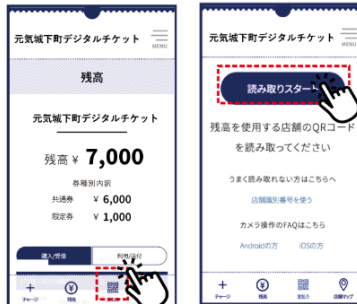 元気城下町デジタルチケット
MENU
残高
元気城下町デジタルチケット
残高 ¥ 7,000
券種別内訳
共通券 ¥ 6,000
限定券 ¥ 1,000
購入/受信 利用/送付
チャージ 残高
元気城下町デジタルチケット
MENU
読み取りスタート
残高を使用する店舗のQRコード
を読み取ってください
うまく読み取れない方はこちらへ
店舗識別番号を使う
カメラ操作のFAQはこちら
Androidの方 iOSの方
チャージ 残高 支払う 店舗マップ